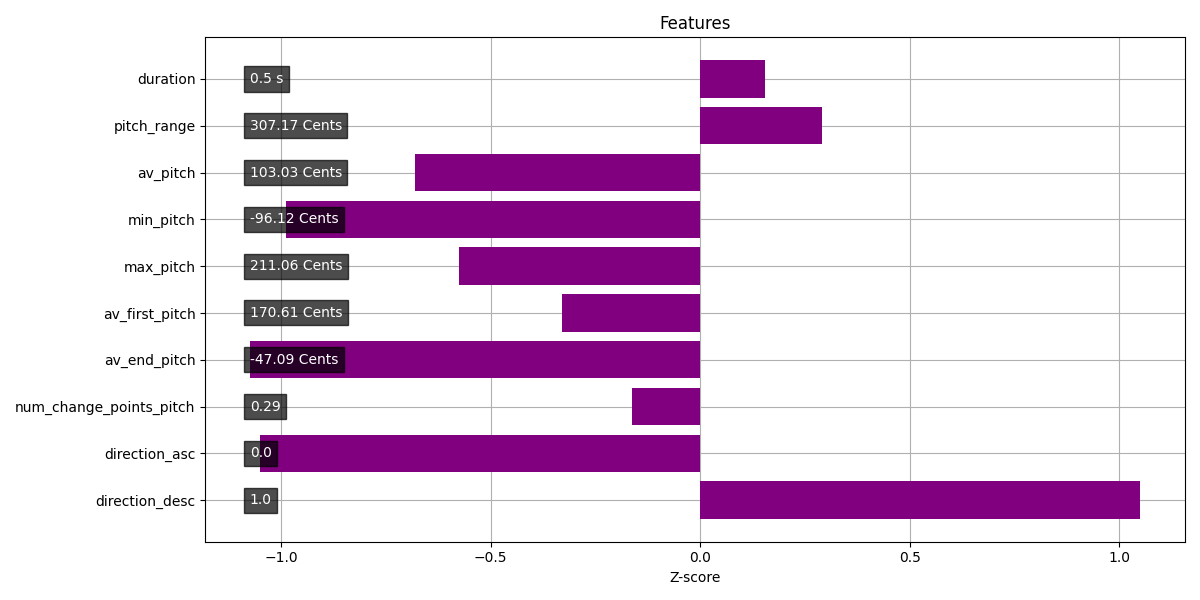 Features
duration 0.5 s
pitch_range 307.17 Cents
av_pitch 103.03 Cents
min_pitch -96.12 Cents
max_pitch 211.06 Cents
av_first_pitch 170.61 Cents
av_end_pitch -47.09 Cents
num_change_points_pitch 0.29
direction_asc 0.0
direction_desc 1.0
−1.0 −0.5 0.0 0.5 1.0
Z-score